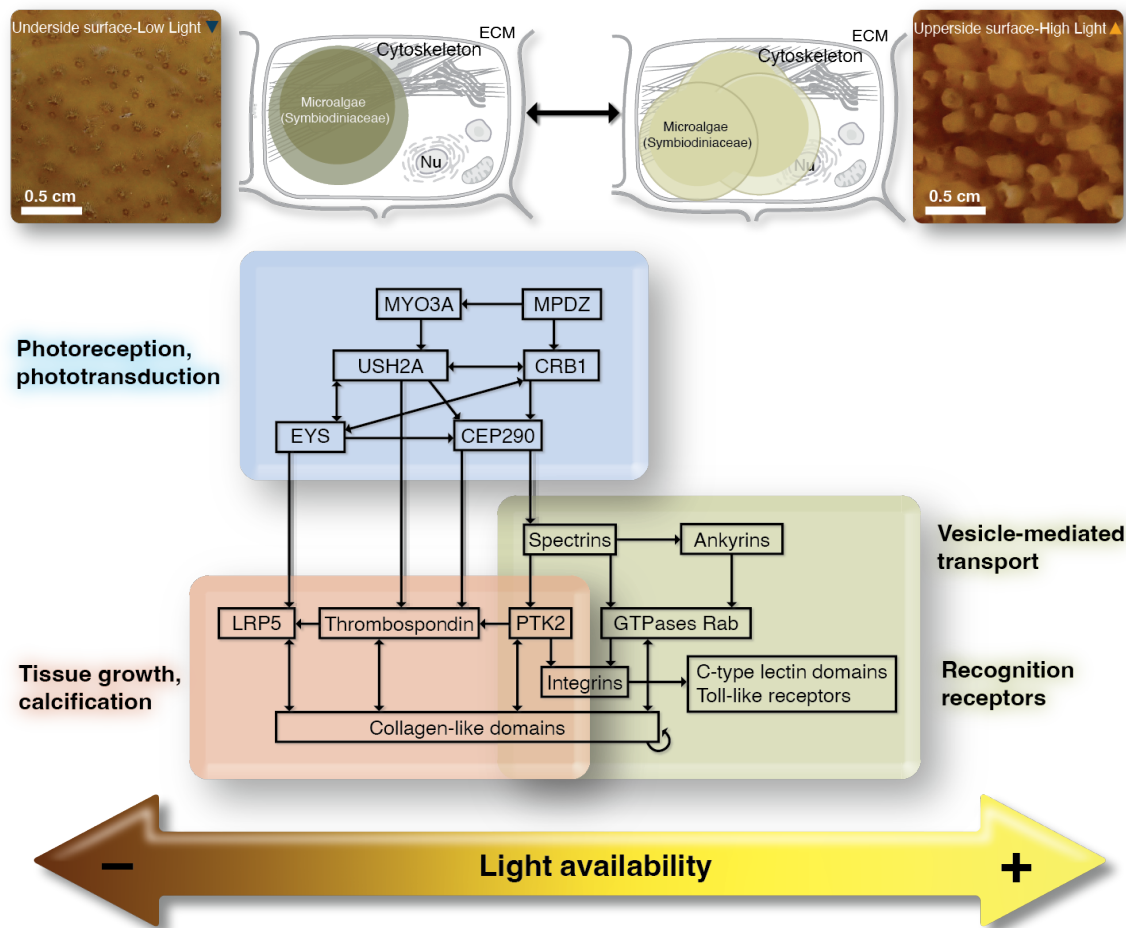 Underside surface-Low Light
0.5 cm
ECM
Cytoskeleton
Microalgae
(Symbiodiniaceae)
Nu
ECM
Cytoskeleton
Microalgae
(Symbiodiniaceae)
Nu
Upperside surface-High Light
0.5 cm
Photoreception,
phototransduction
MYO3A
MPDZ
USH2A
CRB1
EYS
CEP290
Vesicle-mediated
transport
Spectrins
Ankyrins
LRP5
Thrombospondin
PTK2
GTPases Rab
Tissue growth,
calcification
Integrins
C-type lectin domains
Toll-like receptors
Recognition
receptors
Collagen-like domains
−
Light availability
+